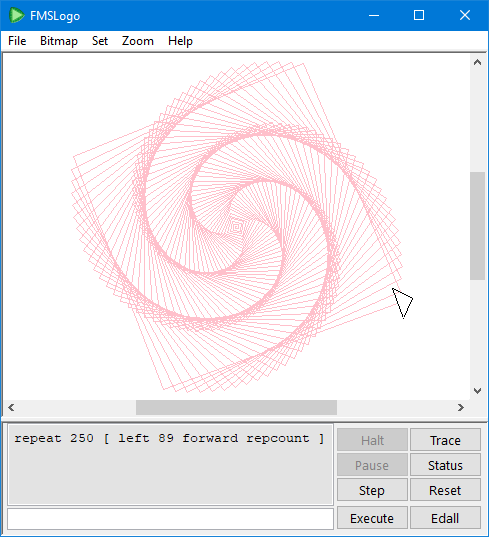 FMSLogo
File Bitmap Set Zoom Help
repeat 250 [ left 89 forward repcount ]
Halt Trace
Pause Status
Step Reset
Execute Edall